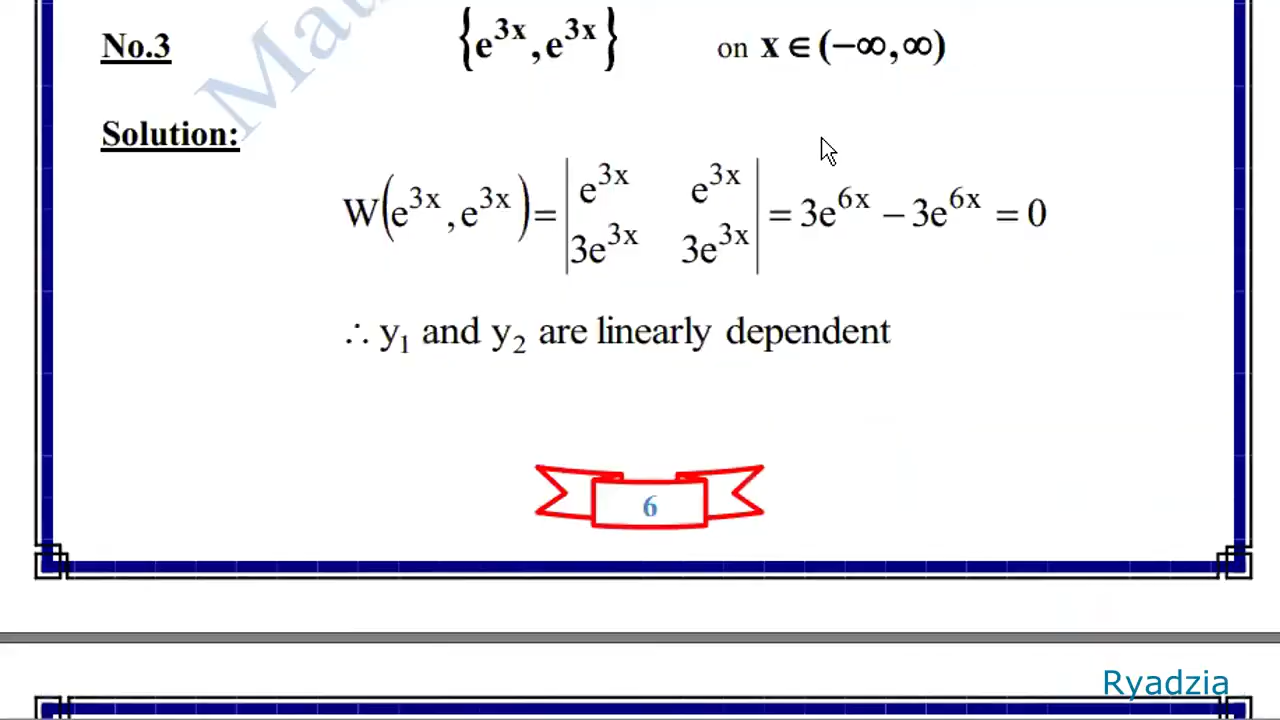 No.3 {e^{3x}, e^{3x}} on x ∈ (−∞, ∞)
Solution:
W(e^{3x}, e^{3x}) = | e^{3x} e^{3x} ; 3e^{3x} 3e^{3x} | = 3e^{6x} − 3e^{6x} = 0
∴ y₁ and y₂ are linearly dependent
6
Ryadzia